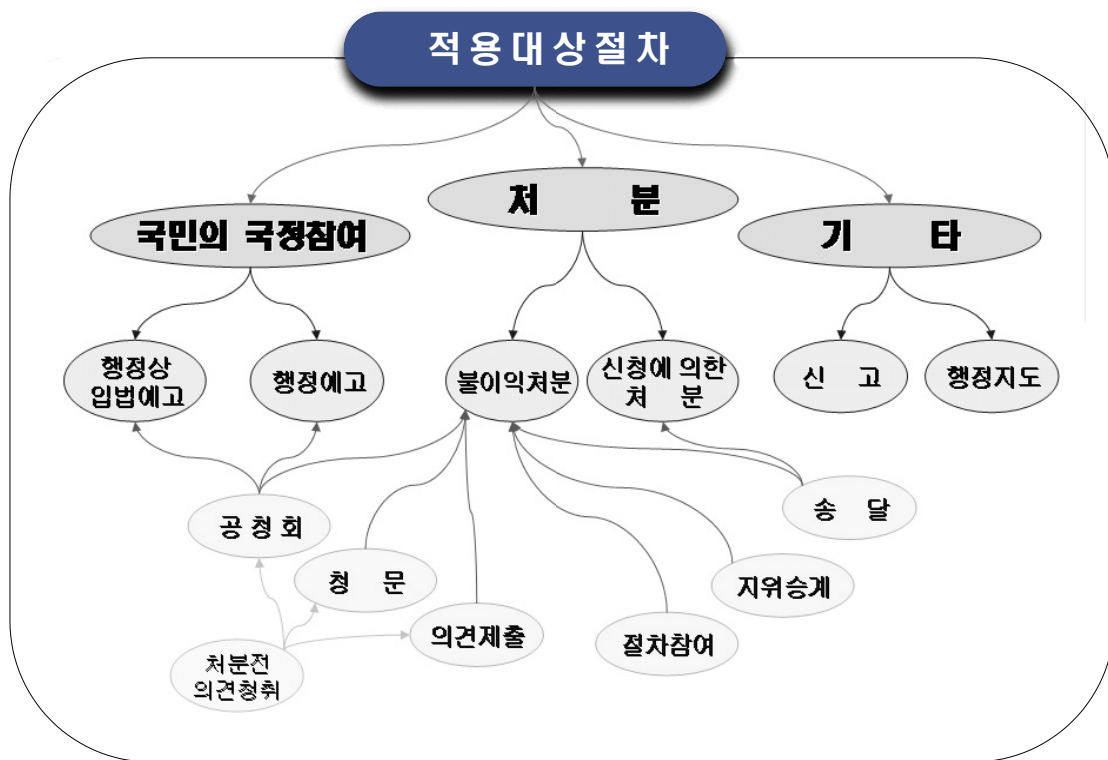 적용대상절차
처 분
국민의 국정참여
기 타
행정상
입법예고
행정예고
불이익처분
신청에 의한
처 분
신 고
행정지도
공청회
송 달
청 문
지위승계
의견제출
절차참여
처분전
의견청취